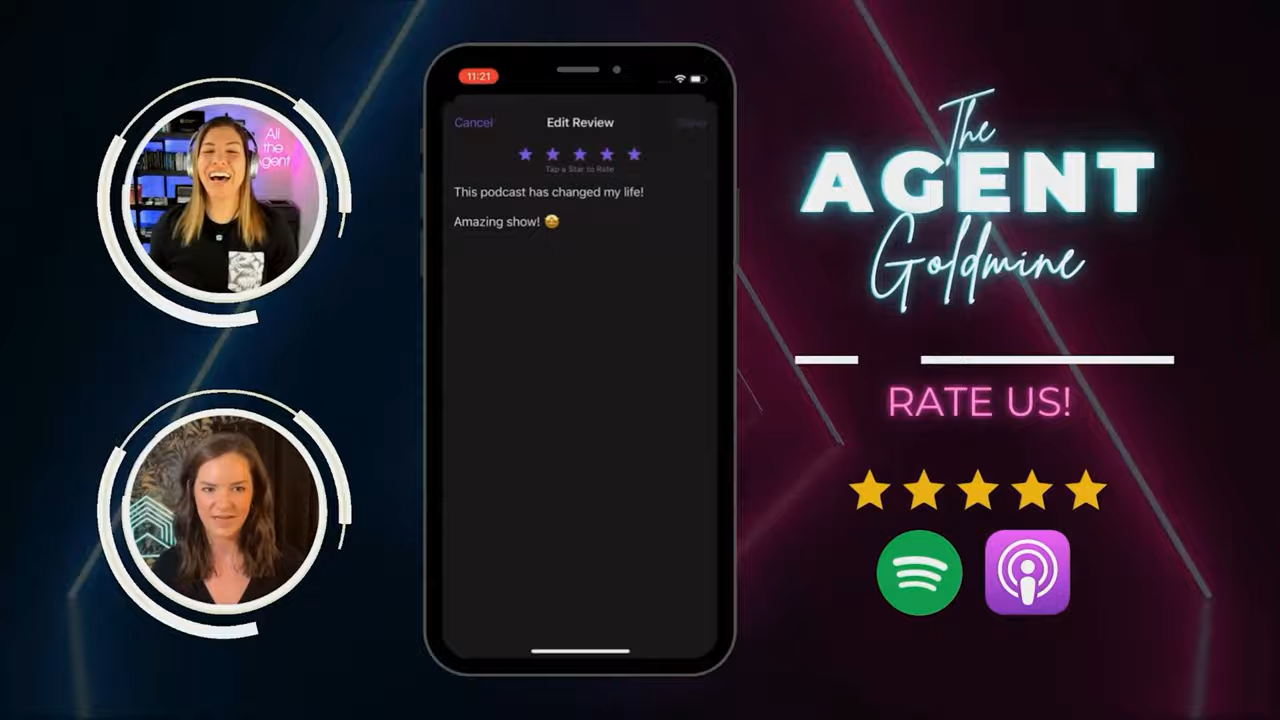 All
the
Agent
11:21
Cancel
Edit Review
Tap a Star to Rate
This podcast has changed my life!
Amazing show! 🤩
The
AGENT
Goldmine
RATE US!